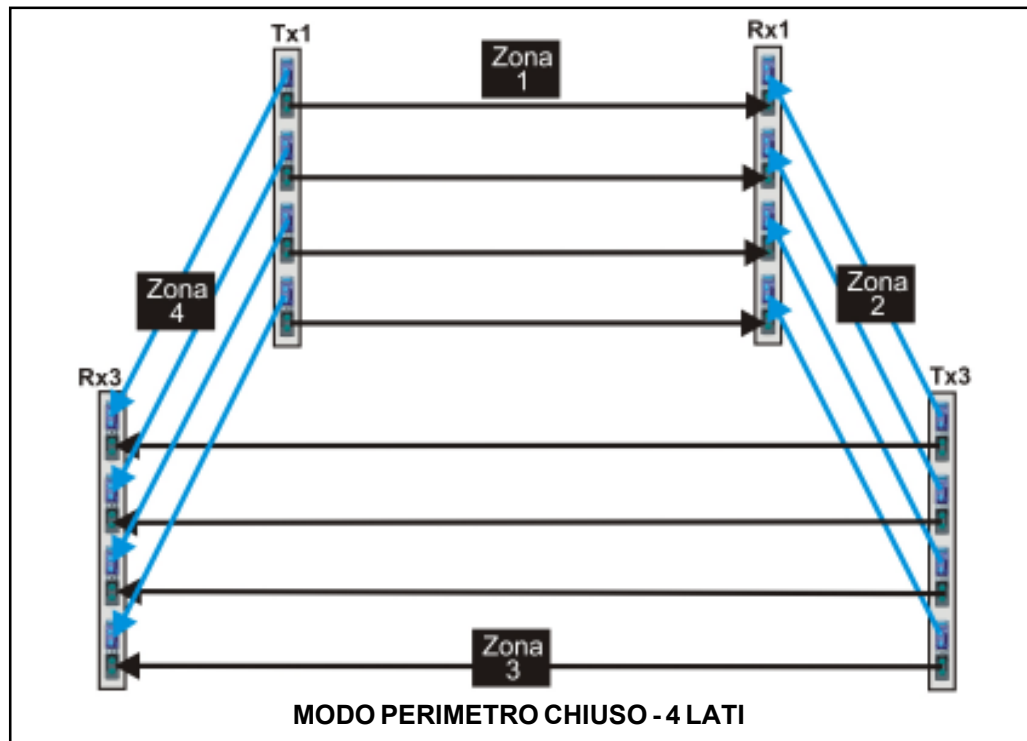 Tx1
Rx1
Zona
1
Zona
4
Zona
2
Rx3
Tx3
Zona
3
MODO PERIMETRO CHIUSO - 4 LATI